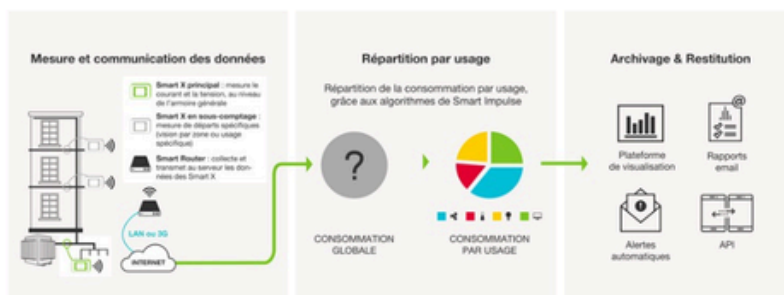 Mesure et communication des données
Smart X principal : mesure le
courant et la tension, au niveau
de l'armoire générale
Smart X en sous-comptage :
mesure de départs spécifiques
(vision par zone ou usage
spécifique)
Smart Router : collecte et
transmet au serveur les don-
nées des Smart X
LAN ou 3G
INTERNET
Répartition par usage
Répartition de la consommation par usage,
grâce aux algorithmes de Smart Impulse
?
CONSOMMATION
GLOBALE
CONSOMMATION
PAR USAGE
Archivage & Restitution
Plateforme
de visualisation
@
Rapports
email
Alertes
automatiques
API